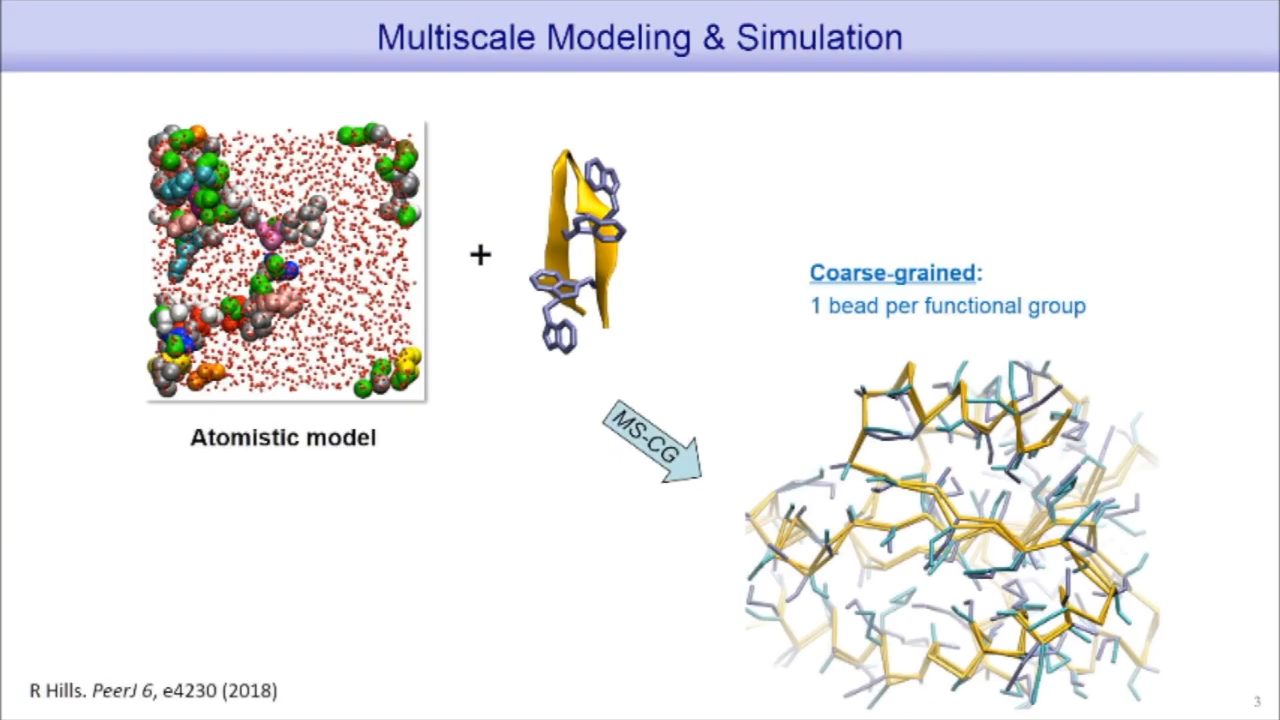 Multiscale Modeling & Simulation
+
Coarse-grained:
1 bead per functional group
Atomistic model
MS-CG
R Hills. PeerJ 6, e4230 (2018)
3